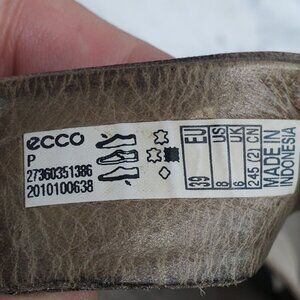 ecco
P
27360351386
2010100638
EU 39
US 8
UK 6
CN 245 (2)
MADE IN
INDONESIA